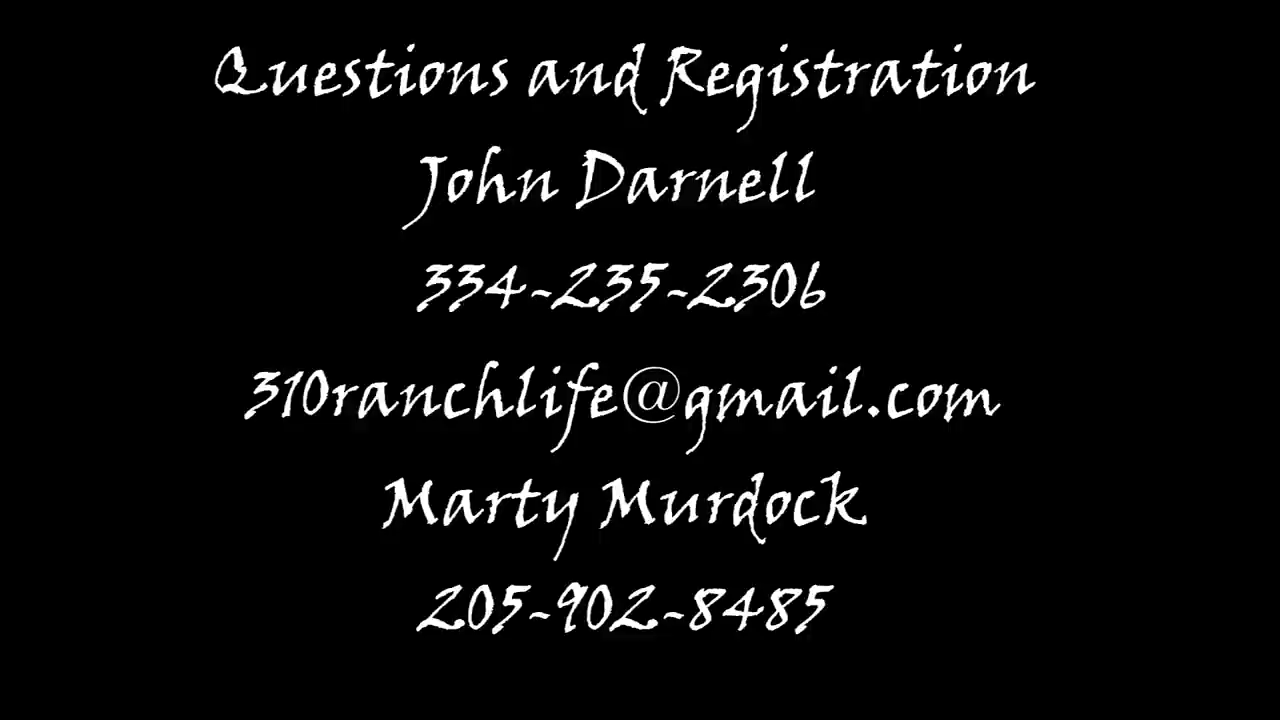 Questions and Registration
John Darnell
334-235-2306
310ranchlife@gmail.com
Marty Murdock
205-902-8485